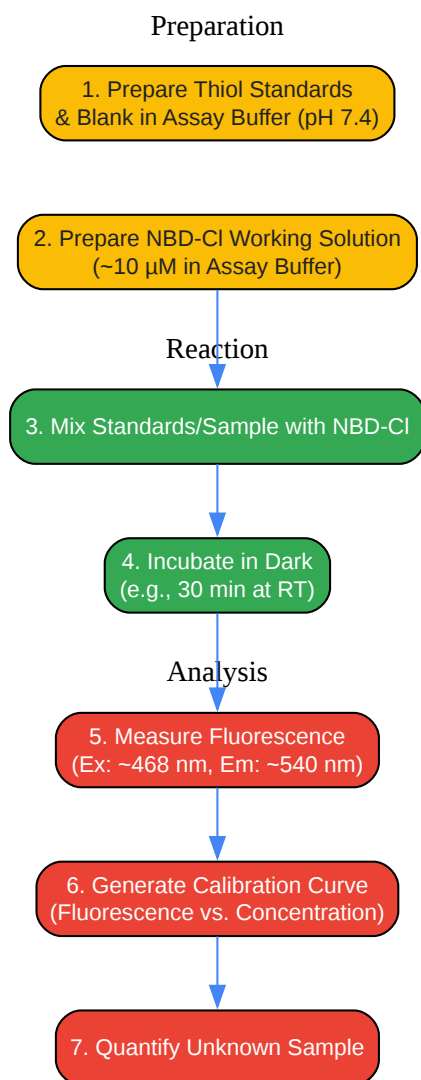 Preparation
1. Prepare Thiol Standards
& Blank in Assay Buffer (pH 7.4)
2. Prepare NBD-Cl Working Solution
(~10 µM in Assay Buffer)
Reaction
3. Mix Standards/Sample with NBD-Cl
4. Incubate in Dark
(e.g., 30 min at RT)
Analysis
5. Measure Fluorescence
(Ex: ~468 nm, Em: ~540 nm)
6. Generate Calibration Curve
(Fluorescence vs. Concentration)
7. Quantify Unknown Sample